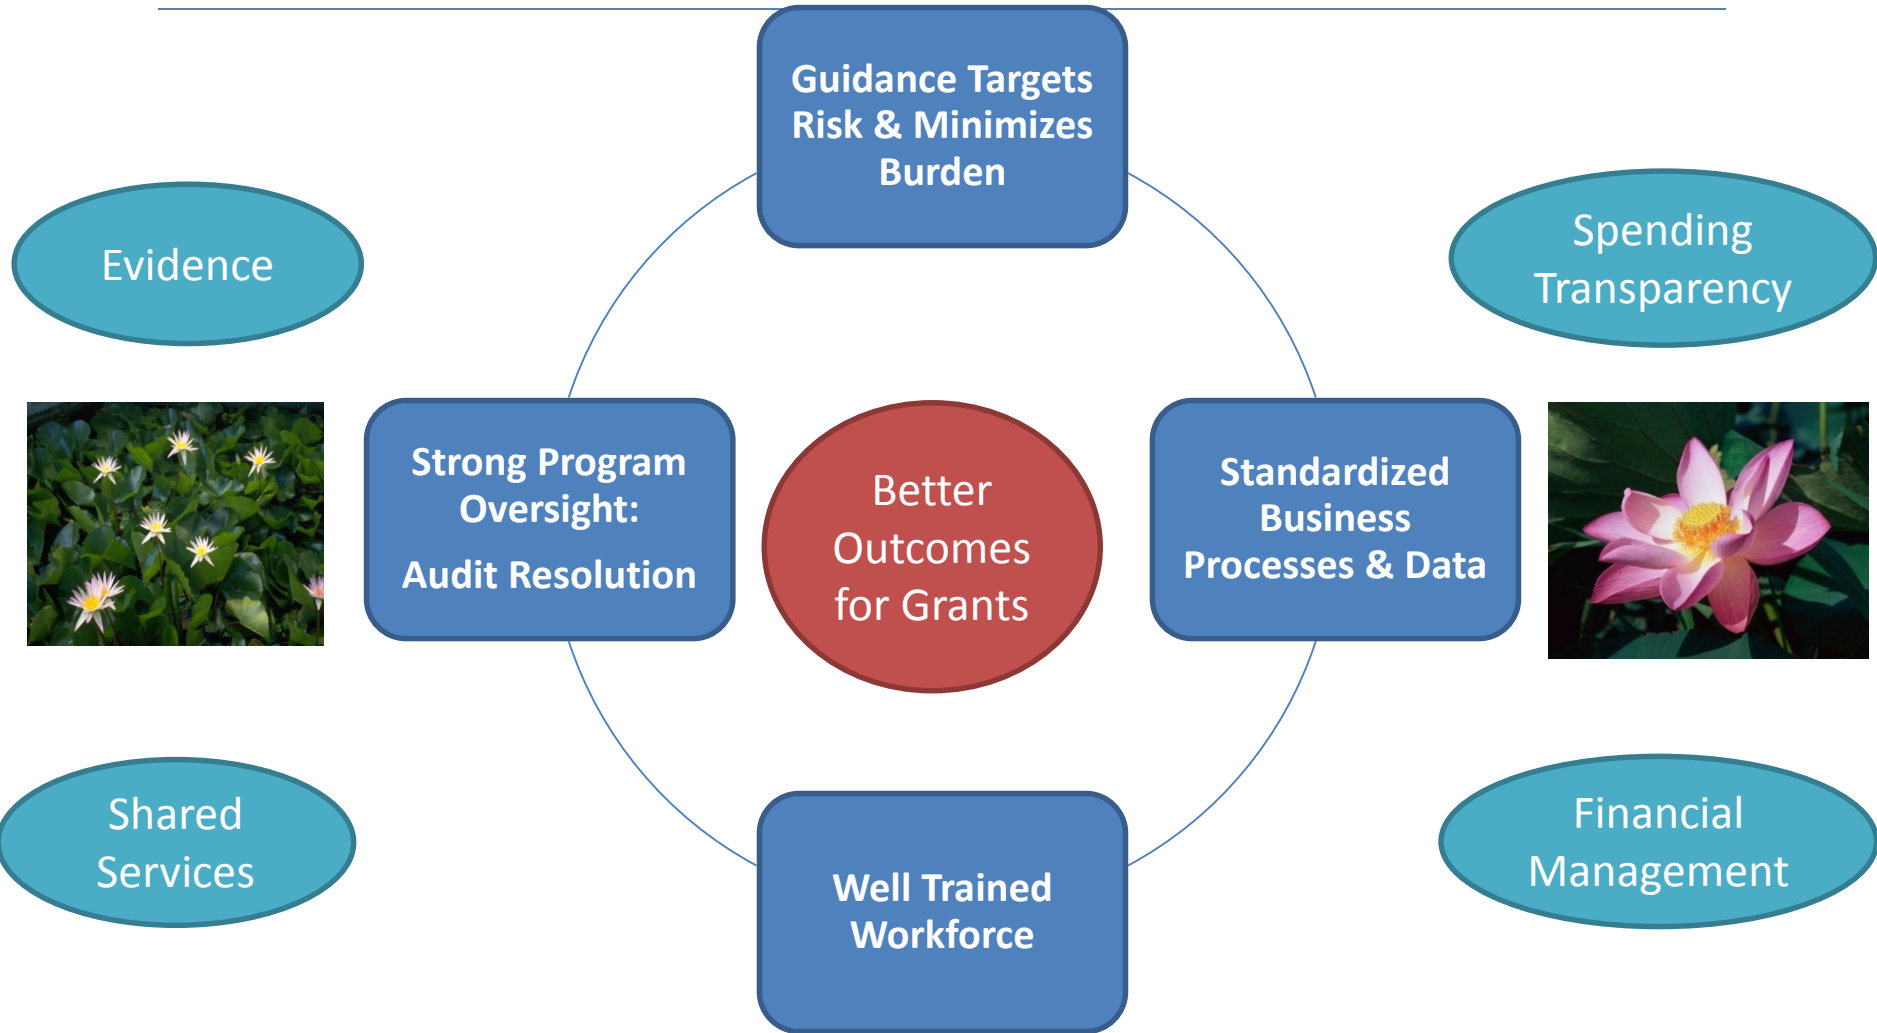 Guidance Targets
Risk & Minimizes
Burden
Evidence
Spending
Transparency
Strong Program
Oversight:
Audit Resolution
Better
Outcomes
for Grants
Standardized
Business
Processes & Data
Shared
Services
Well Trained
Workforce
Financial
Management